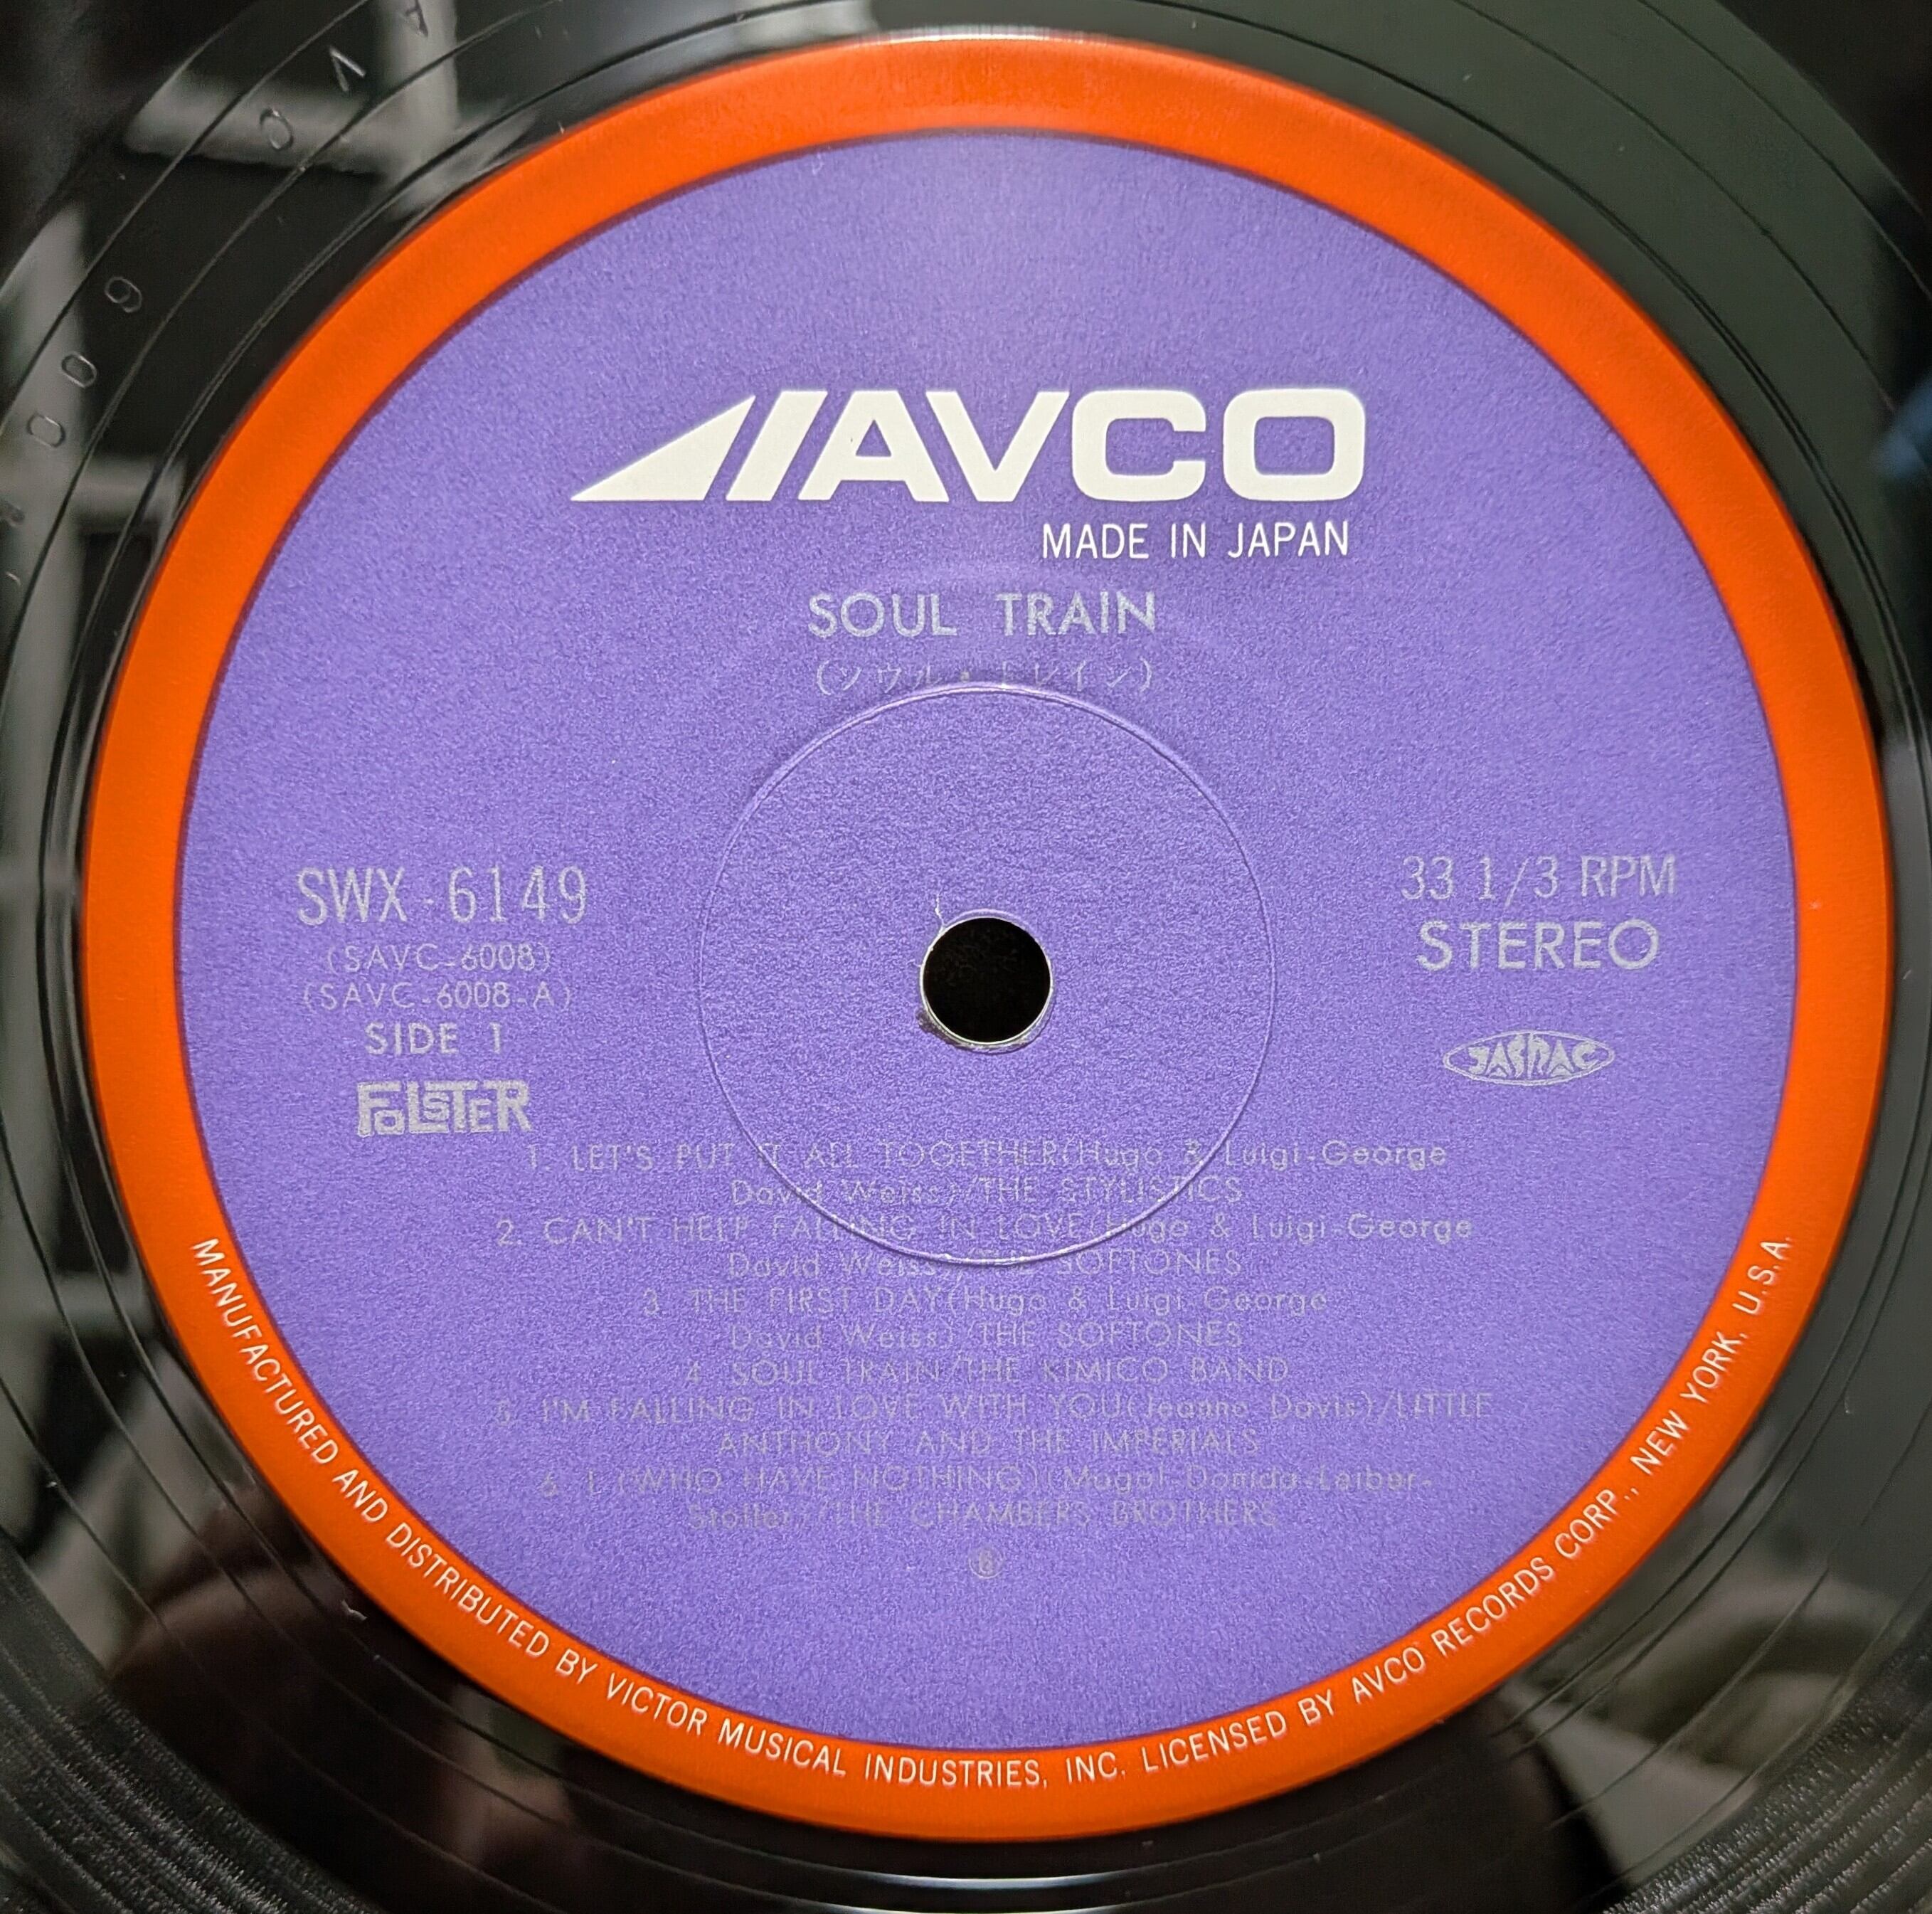 AVCO
MADE IN JAPAN
SOUL TRAIN
(ソウル・トレイン)
SWX-6149
(SAVC-6008)
(SAVC-6008-A)
SIDE 1
FOLSTER
33 1/3 RPM
STEREO
JASRAC
1. LET'S PUT IT ALL TOGETHER(Hugo & Luigi-George
David Weiss)/THE STYLISTICS
2. CAN'T HELP FALLING IN LOVE(Hugo & Luigi-George
David Weiss)/THE SOFTONES
3. THE FIRST DAY(Hugo & Luigi George
David Weiss)/THE SOFTONES
4. SOUL TRAIN/THE KIMICO BAND
5. I'M FALLING IN LOVE WITH YOU(Jeanne Davis)/LITTLE
ANTHONY AND THE IMPERIALS
6. I (WHO HAVE NOTHING)(Mogol Donida-Leiber-
Stoller)/THE CHAMBERS BROTHERS
MANUFACTURED AND DISTRIBUTED BY VICTOR MUSICAL INDUSTRIES, INC. LICENSED BY AVCO RECORDS CORP., NEW YORK, U.S.A.